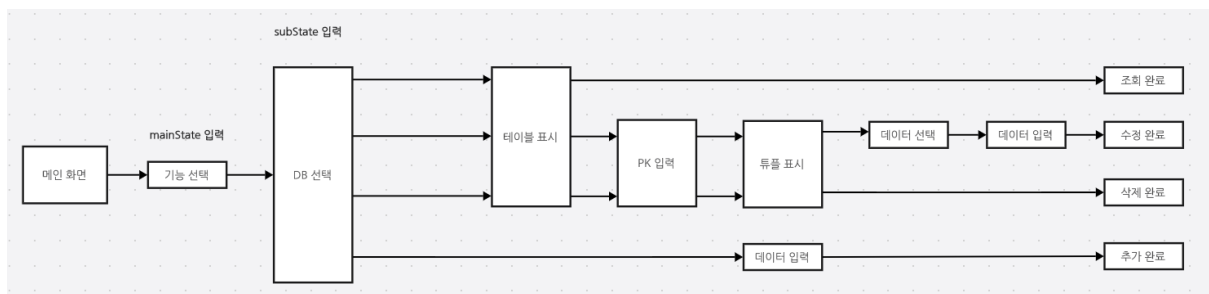 subState 입력
mainState 입력
메인 화면
기능 선택
DB 선택
테이블 표시
조회 완료
PK 입력
튜플 표시
데이터 선택
데이터 입력
수정 완료
삭제 완료
데이터 입력
추가 완료